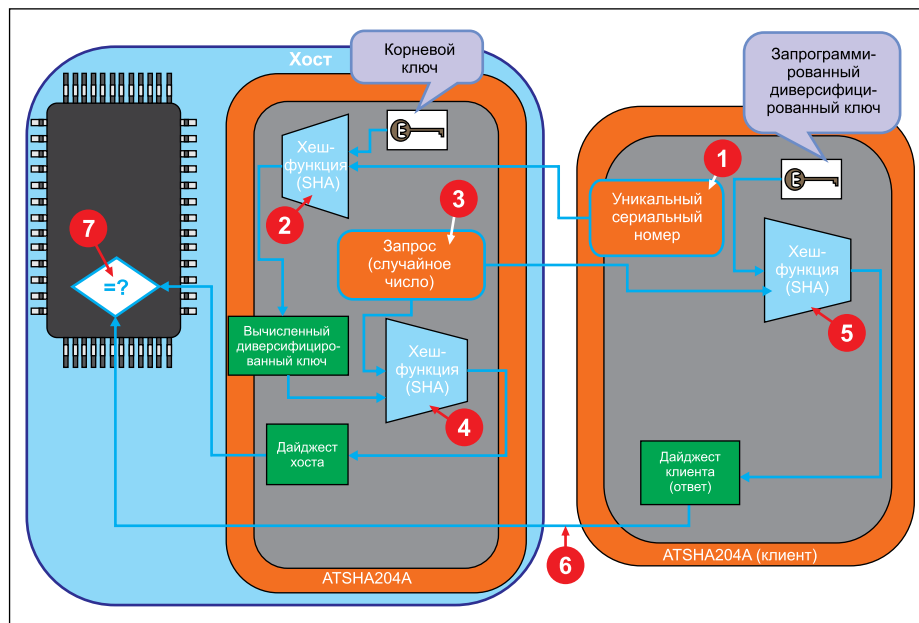 Хост
Корневой
ключ
Запрограмми-
рованный
диверсифици-
рованный ключ
E
E
Хеш-
функция
(SHA)
1
Уникальный
сериальный
номер
2
3
Запрос
(случайное
число)
Хеш-
функция
(SHA)
7
=?
5
Вычисленный
диверсифициро-
ванный ключ
Хеш-
функция
(SHA)
4
Дайджест
хоста
Дайджест
клиента
(ответ)
6
ATSHA204A
ATSHA204A (клиент)